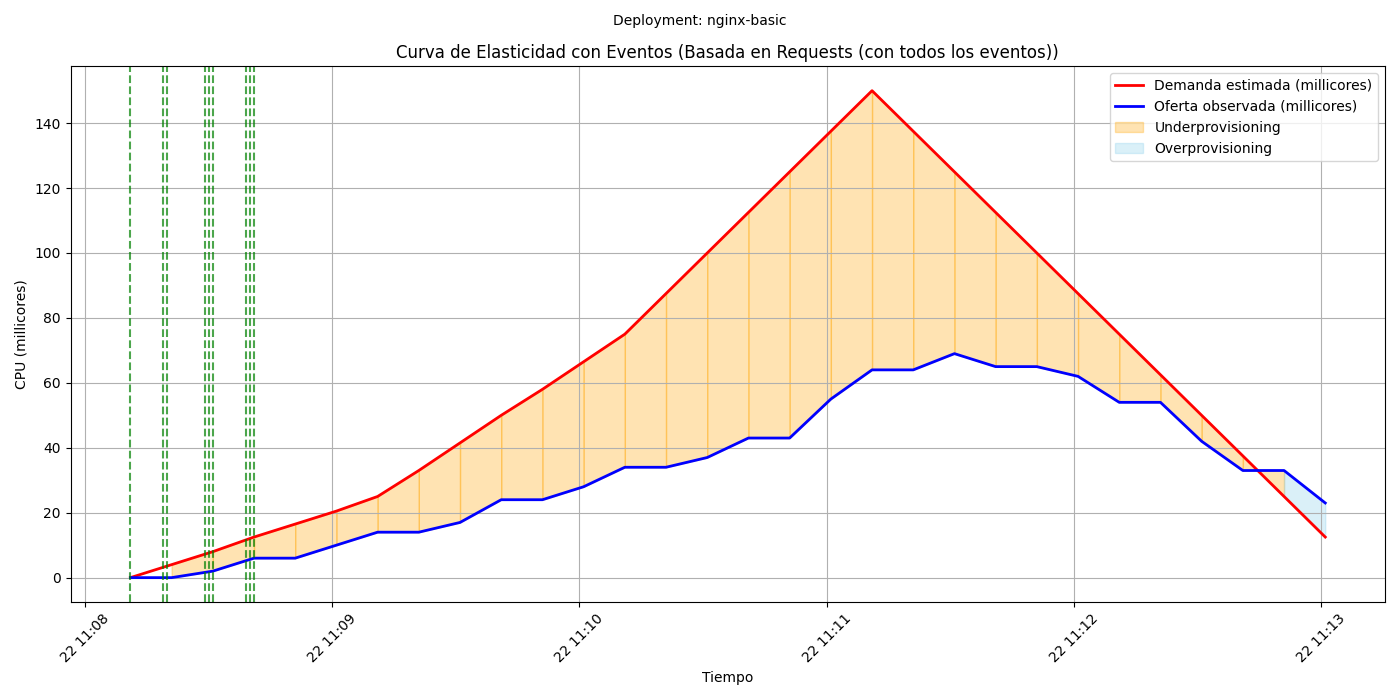 Deployment: nginx-basic
Curva de Elasticidad con Eventos (Basada en Requests (con todos los eventos))
Demanda estimada (millicores)
Oferta observada (millicores)
Underprovisioning
Overprovisioning
CPU (millicores)
140
120
100
80
60
40
20
0
22 11:08
22 11:09
22 11:10
22 11:11
22 11:12
22 11:13
Tiempo